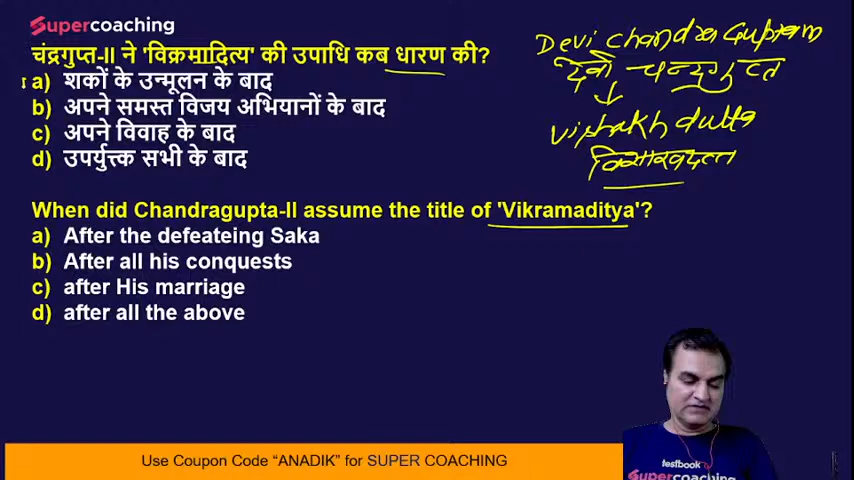 Supercoaching
चंद्रगुप्त-II ने 'विक्रमादित्य' की उपाधि कब धारण की?
a) शकों के उन्मूलन के बाद
b) अपने समस्त विजय अभियानों के बाद
c) अपने विवाह के बाद
d) उपर्युक्त सभी के बाद
Devi chandra Guptam
देवी चन्द्रगुप्त
Vishakh dutta
विसाखदत्त
When did Chandragupta-II assume the title of 'Vikramaditya'?
a) After the defeateing Saka
b) After all his conquests
c) after His marriage
d) after all the above
testbook
Supercoaching
Use Coupon Code “ANADIK” for SUPER COACHING